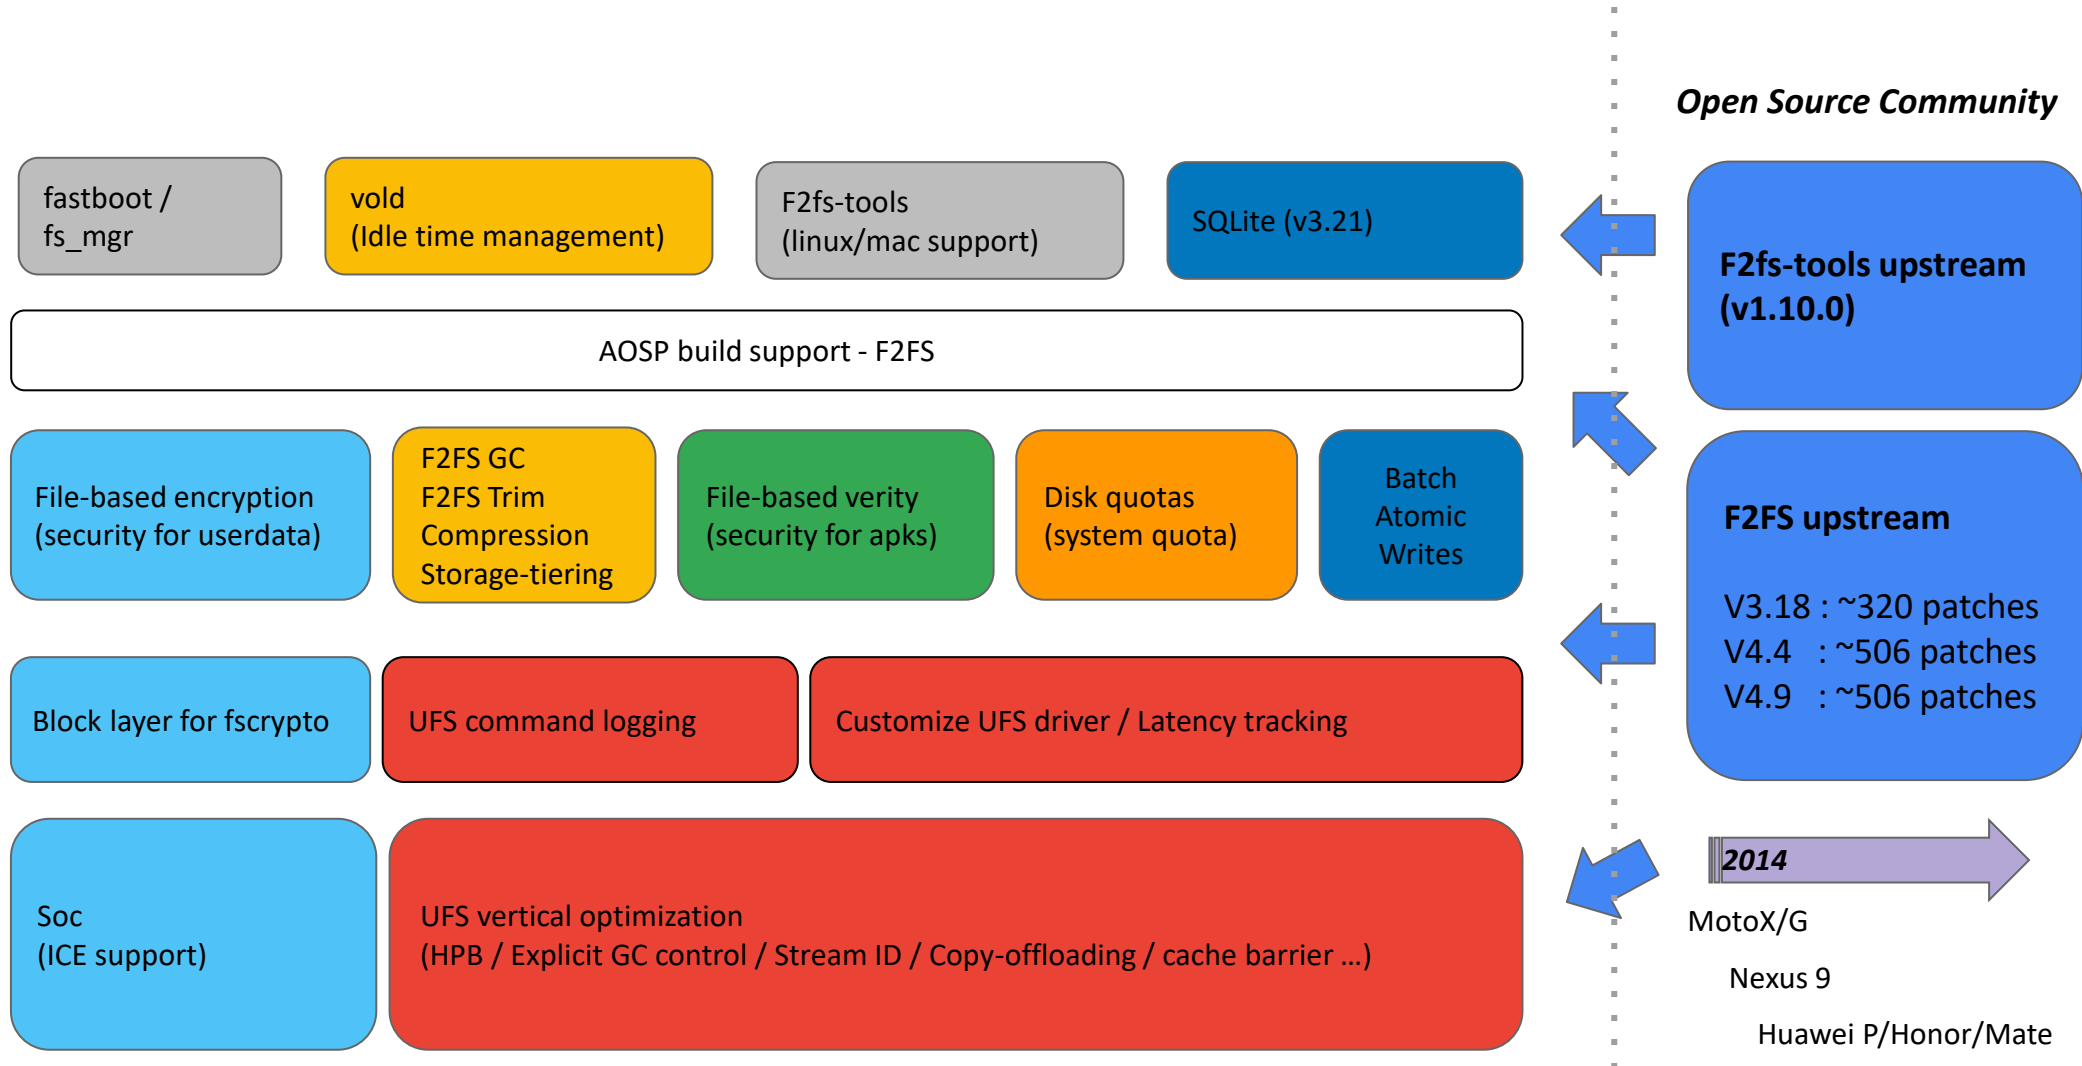 Open Source Community
fastboot /
fs_mgr
vold
(Idle time management)
F2fs-tools
(linux/mac support)
SQLite (v3.21)
F2fs-tools upstream
(v1.10.0)
AOSP build support - F2FS
File-based encryption
(security for userdata)
F2FS GC
F2FS Trim
Compression
Storage-tiering
File-based verity
(security for apks)
Disk quotas
(system quota)
Batch
Atomic
Writes
F2FS upstream
V3.18 : ~320 patches
V4.4 : ~506 patches
V4.9 : ~506 patches
Block layer for fscrypto
UFS command logging
Customize UFS driver / Latency tracking
Soc
(ICE support)
UFS vertical optimization
(HPB / Explicit GC control / Stream ID / Copy-offloading / cache barrier ...)
2014
MotoX/G
Nexus 9
Huawei P/Honor/Mate